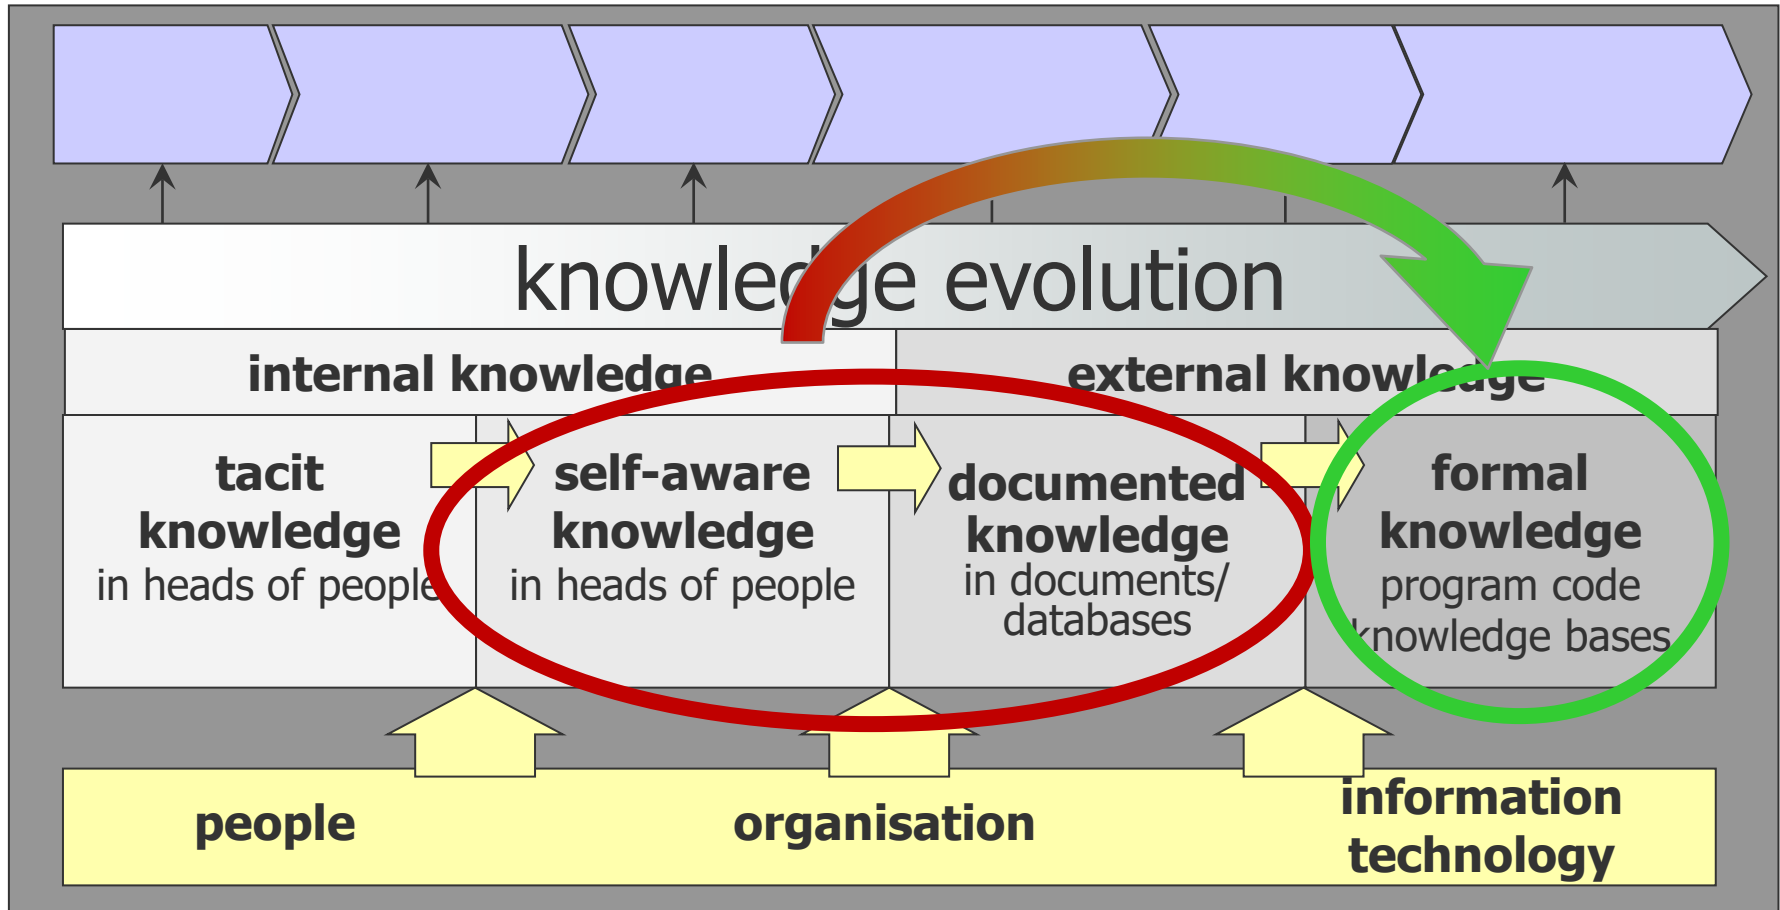 knowledge evolution
internal knowledge
external knowledge
tacit
knowledge
in heads of people
self-aware
knowledge
in heads of people
documented
knowledge
in documents/
databases
formal
knowledge
program code
knowledge bases
people
organisation
information
technology